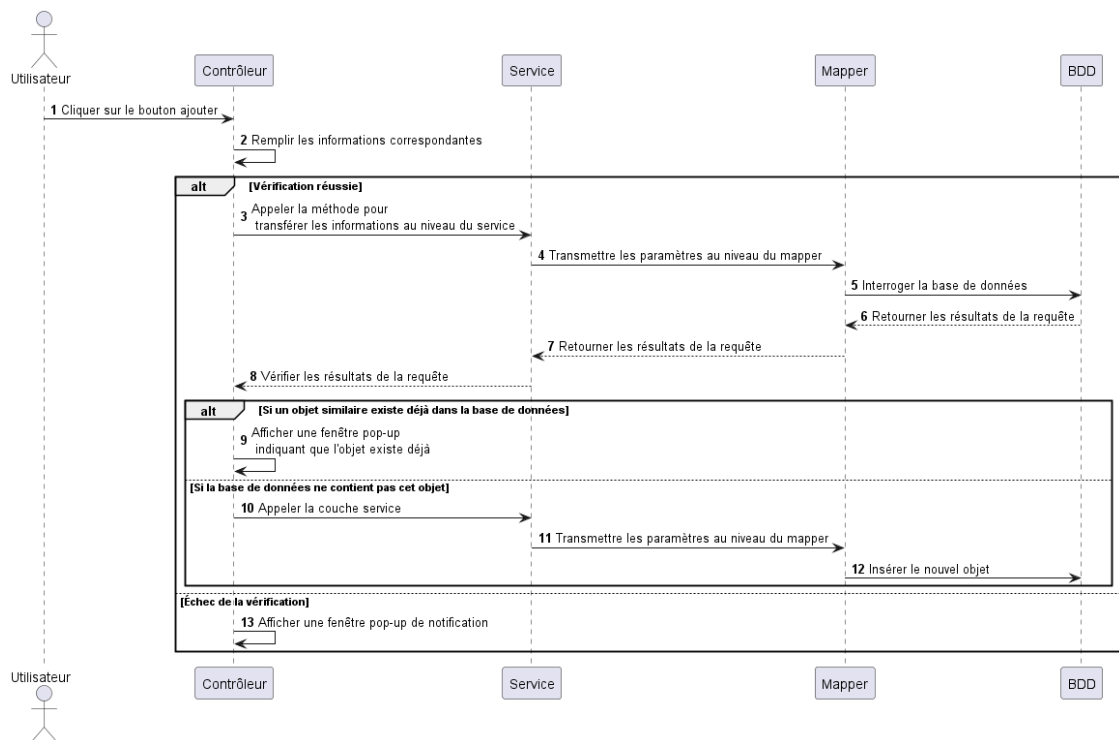 Utilisateur
Contrôleur
Service
Mapper
BDD
1 Cliquer sur le bouton ajouter
2 Remplir les informations correspondantes
alt [Vérification réussie]
3 Appeler la méthode pour
transférer les informations au niveau du service
4 Transmettre les paramètres au niveau du mapper
5 Interroger la base de données
6 Retourner les résultats de la requête
7 Retourner les résultats de la requête
8 Vérifier les résultats de la requête
alt [Si un objet similaire existe déjà dans la base de données]
9 Afficher une fenêtre pop-up
indiquant que l'objet existe déjà
[Si la base de données ne contient pas cet objet]
10 Appeler la couche service
11 Transmettre les paramètres au niveau du mapper
12 Insérer le nouvel objet
[Échec de la vérification]
13 Afficher une fenêtre pop-up de notification
Utilisateur
Contrôleur
Service
Mapper
BDD